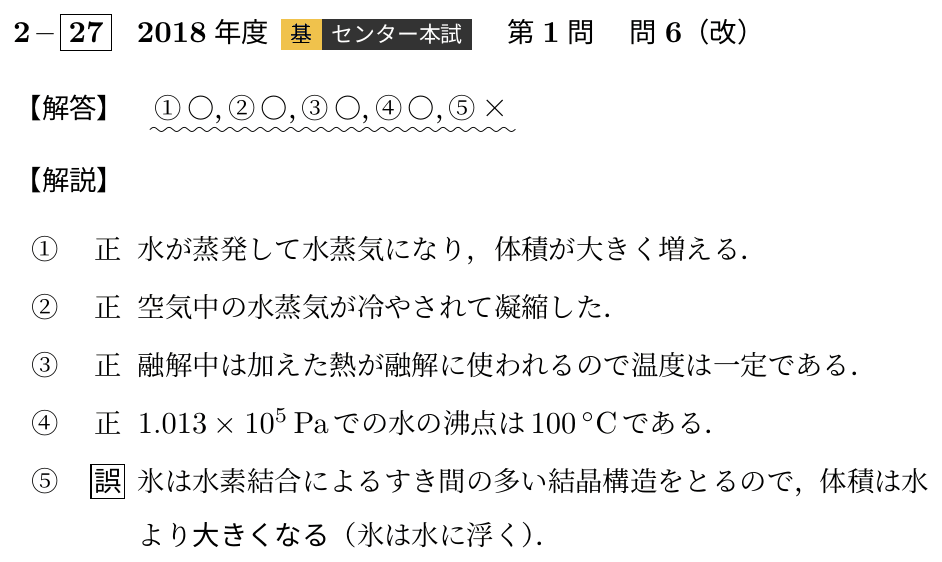 2－27 2018 年度 基 センター本試 第 1 問 問 6（改）
【解答】 ①○, ②○, ③○, ④○, ⑤×
【解説】
① 正 水が蒸発して水蒸気になり，体積が大きく増える．
② 正 空気中の水蒸気が冷やされて凝縮した．
③ 正 融解中は加えた熱が融解に使われるので温度は一定である．
④ 正 1.013 × 10⁵ Pa での水の沸点は 100 °C である．
⑤ 誤 氷は水素結合によるすき間の多い結晶構造をとるので，体積は水
より大きくなる（氷は水に浮く）．